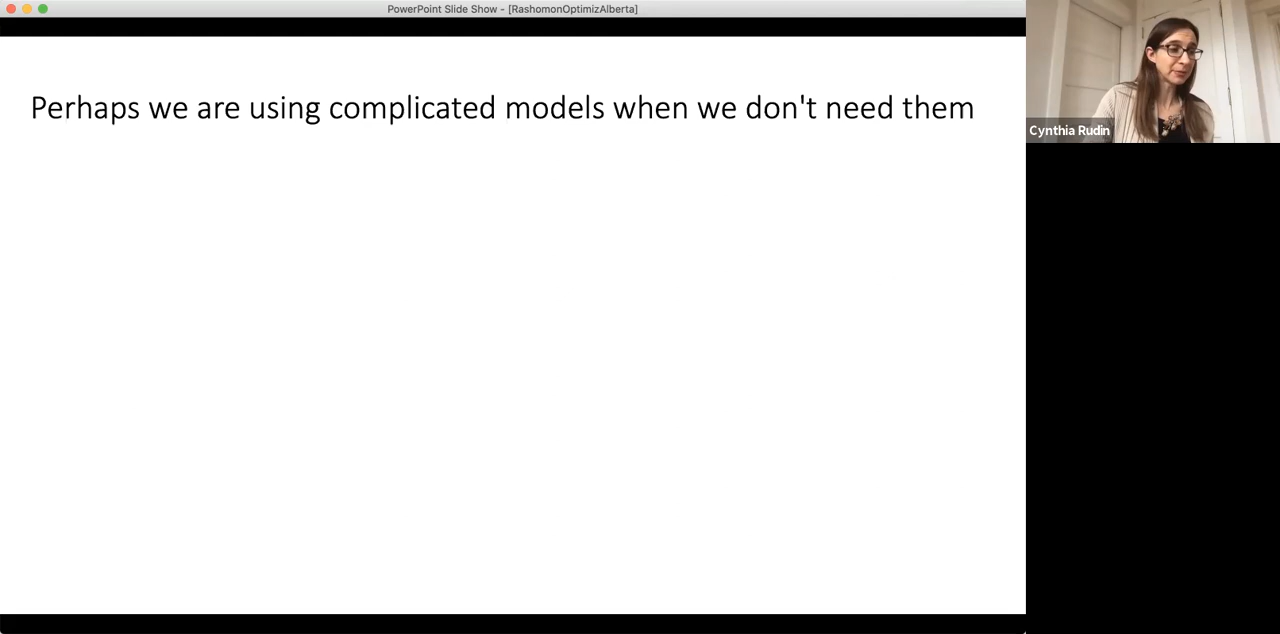 PowerPoint Slide Show - [RashomonOptimizAlberta]
Perhaps we are using complicated models when we don't need them
Cynthia Rudin